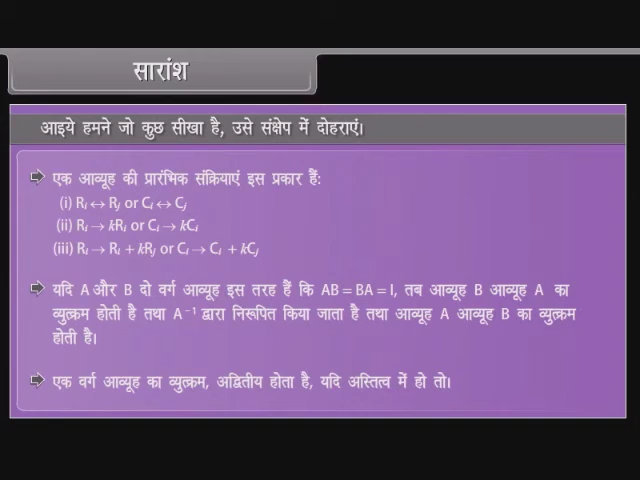 सारांश
आइये हमने जो कुछ सीखा है, उसे संक्षेप में दोहराएं।
एक आव्यूह की प्रारंभिक संक्रियाएं इस प्रकार हैं:
(i) Ri ↔ Rj or Ci ↔ Cj
(ii) Ri → kRi or Ci → kCi
(iii) Ri → Ri + kRj or Ci → Ci + kCj
यदि A और B दो वर्ग आव्यूह इस तरह हैं कि AB = BA = I, तब आव्यूह B आव्यूह A का
व्युत्क्रम होती है तथा A⁻¹ द्वारा निरूपित किया जाता है तथा आव्यूह A आव्यूह B का व्युत्क्रम
होती है।
एक वर्ग आव्यूह का व्युत्क्रम, अद्वितीय होता है, यदि अस्तित्व में हो तो।